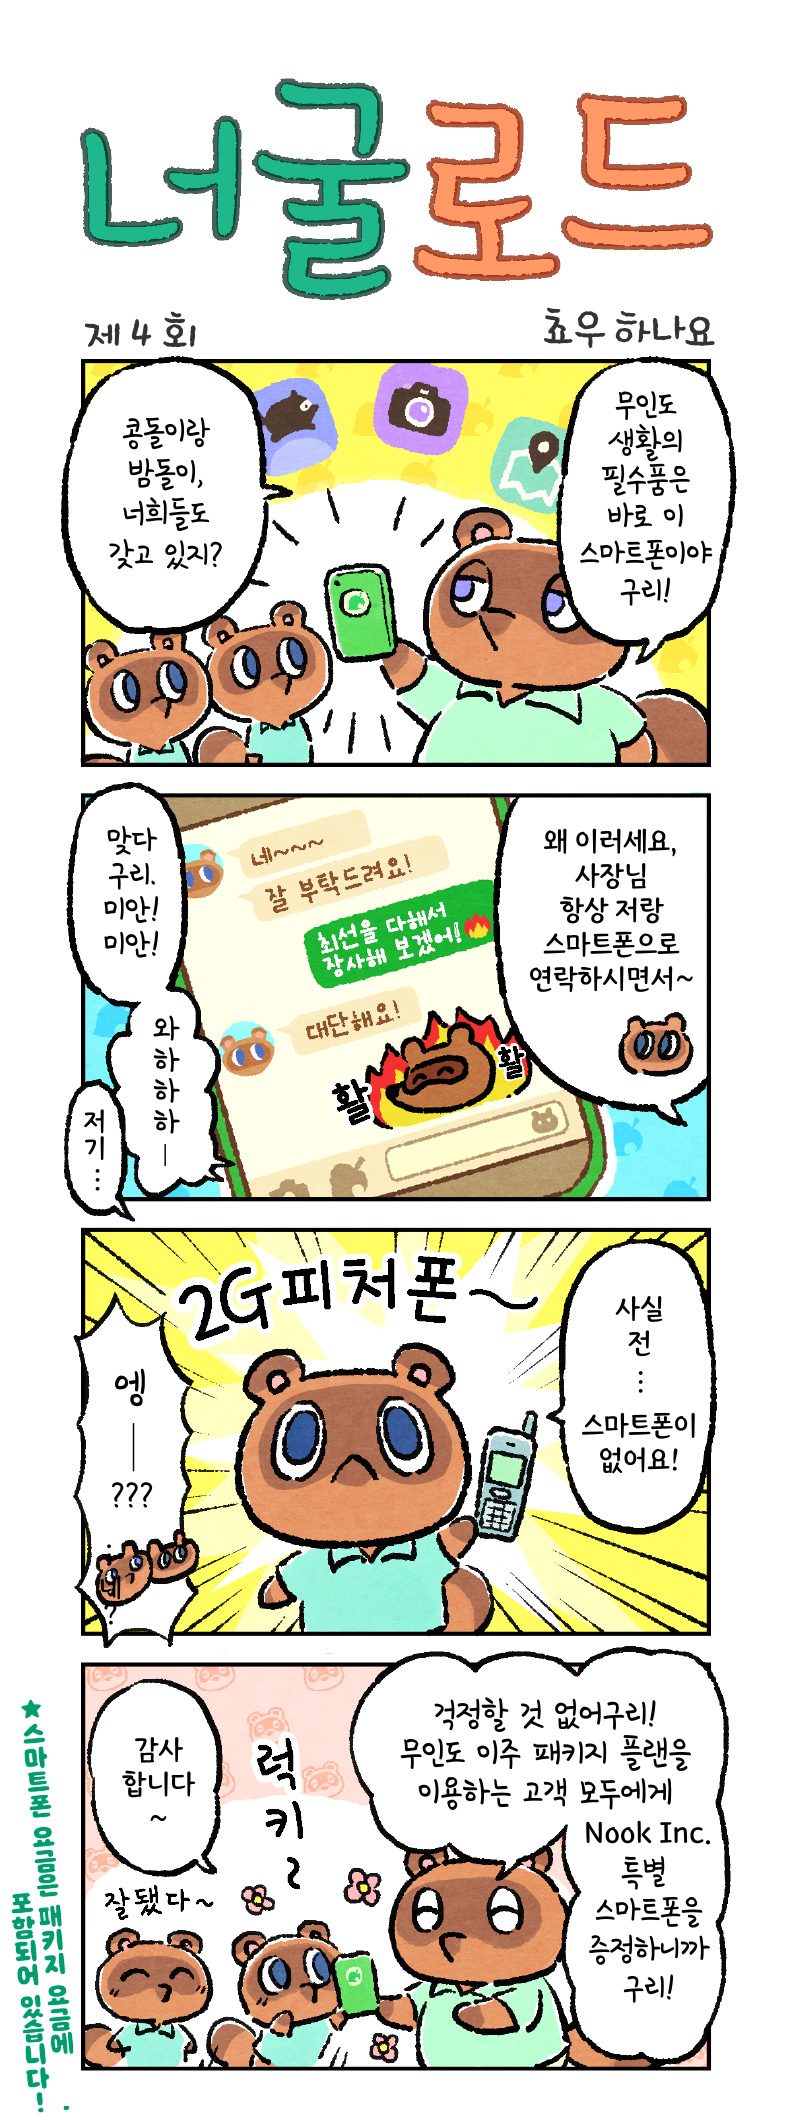 너굴로드
제 4 회
쵸우 하나요
무인도
생활의
필수품은
바로 이
스마트폰이야
구리!
콩돌이랑
밤돌이,
너희들도
갖고 있지?
왜 이러세요,
사장님
항상 저랑
스마트폰으로
연락하시면서~
네~~~
잘 부탁드려요!
최선을 다해서
장사해 보겠어!
대단해요!
활
활
맞다
구리.
미안!
미안!
와
하
하
하
ㅣ
저
기
⋮
사실
전
⋮
스마트폰이
없어요!
2G피처폰~
엥
ㅣ
???
네
?
걱정할 것 없어구리!
무인도 이주 패키지 플랜을
이용하는 고객 모두에게
Nook Inc.
특별
스마트폰을
증정하니까
구리!
럭
키
~
감사
합니다
~
잘됐다~
★스마트폰 요금은 패키지 요금에
포함되어 있습니다!